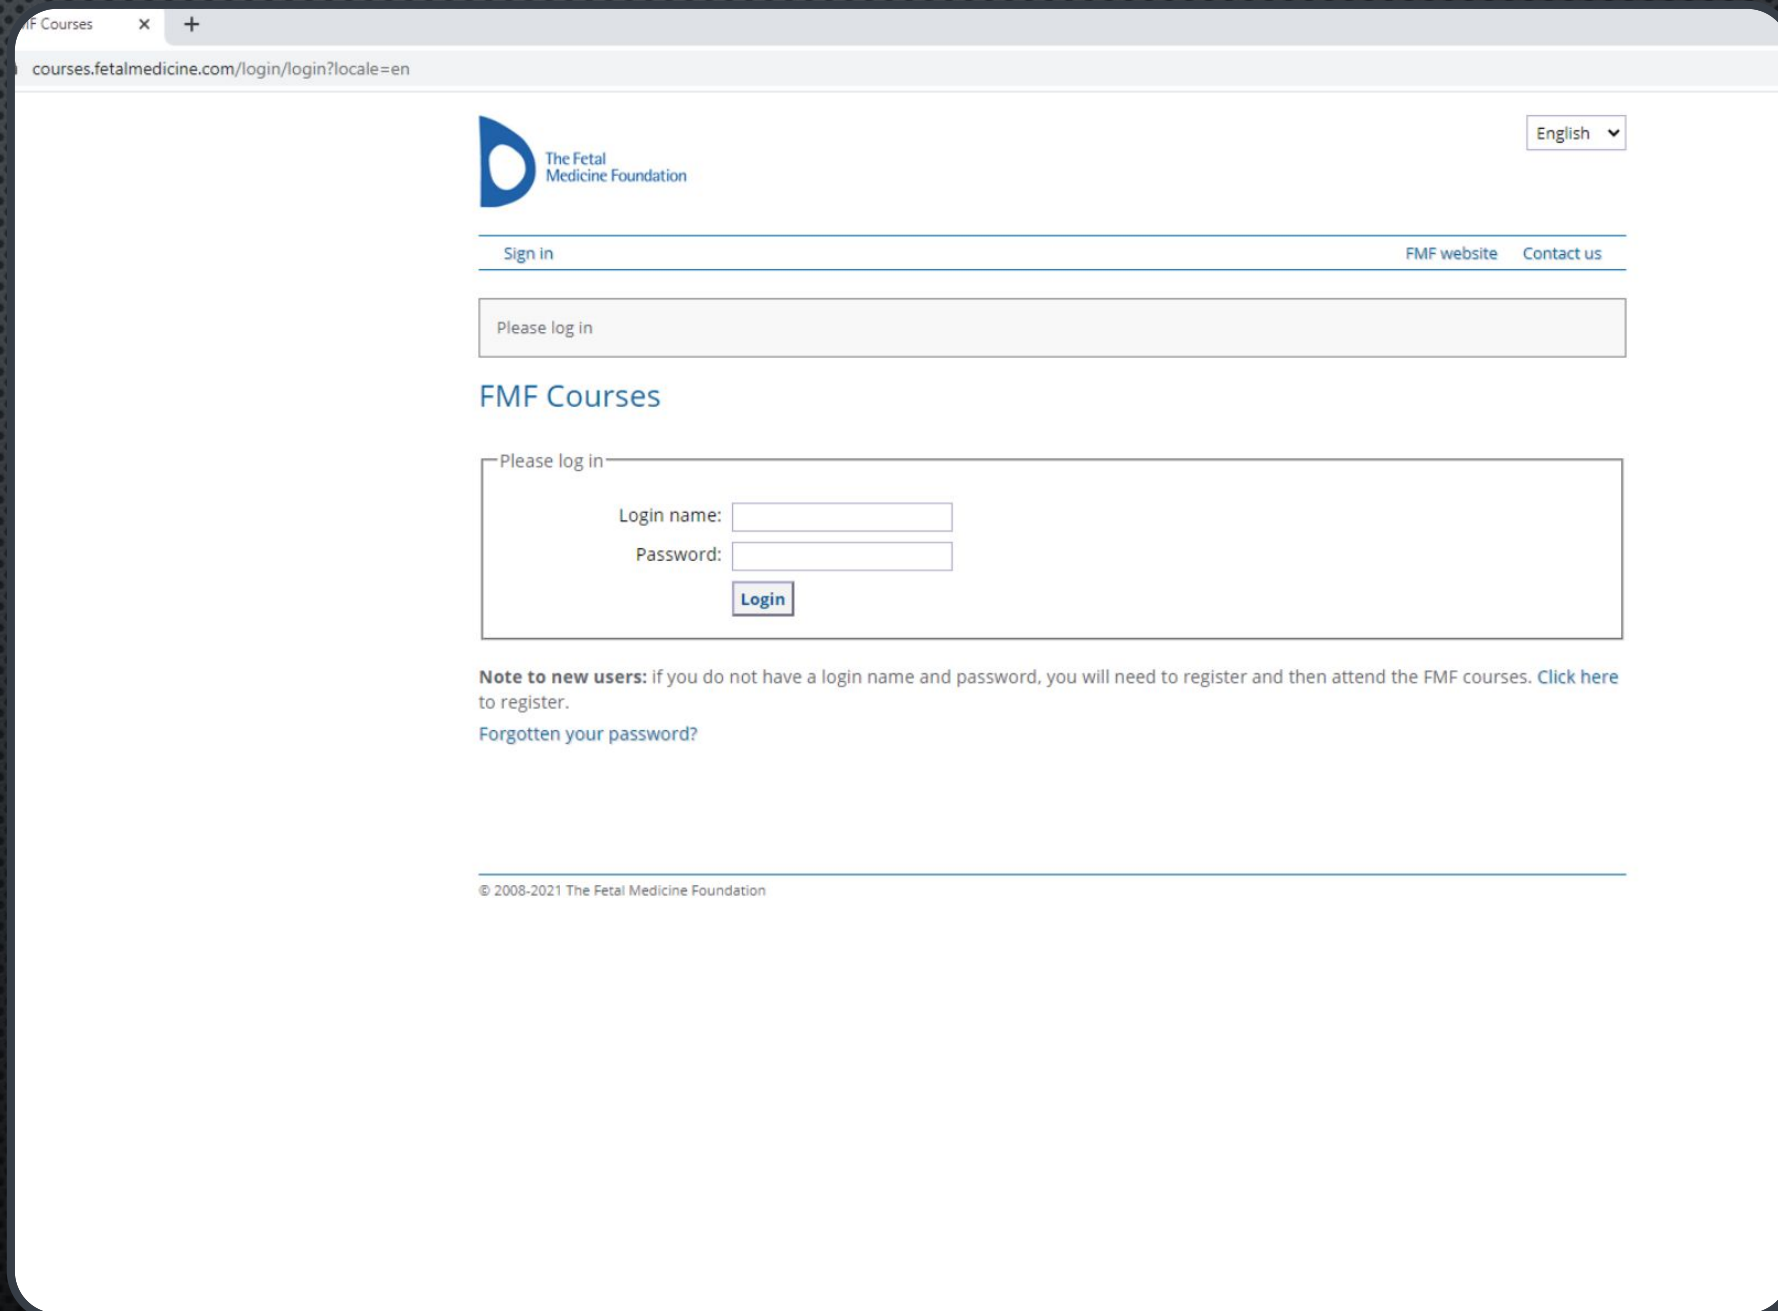 F Courses × +
courses.fetalmedicine.com/login/login?locale=en
The Fetal
Medicine Foundation
English
Sign in FMF website Contact us
Please log in
FMF Courses
Please log in
Login name:
Password:
Login
Note to new users: if you do not have a login name and password, you will need to register and then attend the FMF courses. Click here
to register.
Forgotten your password?
© 2008-2021 The Fetal Medicine Foundation